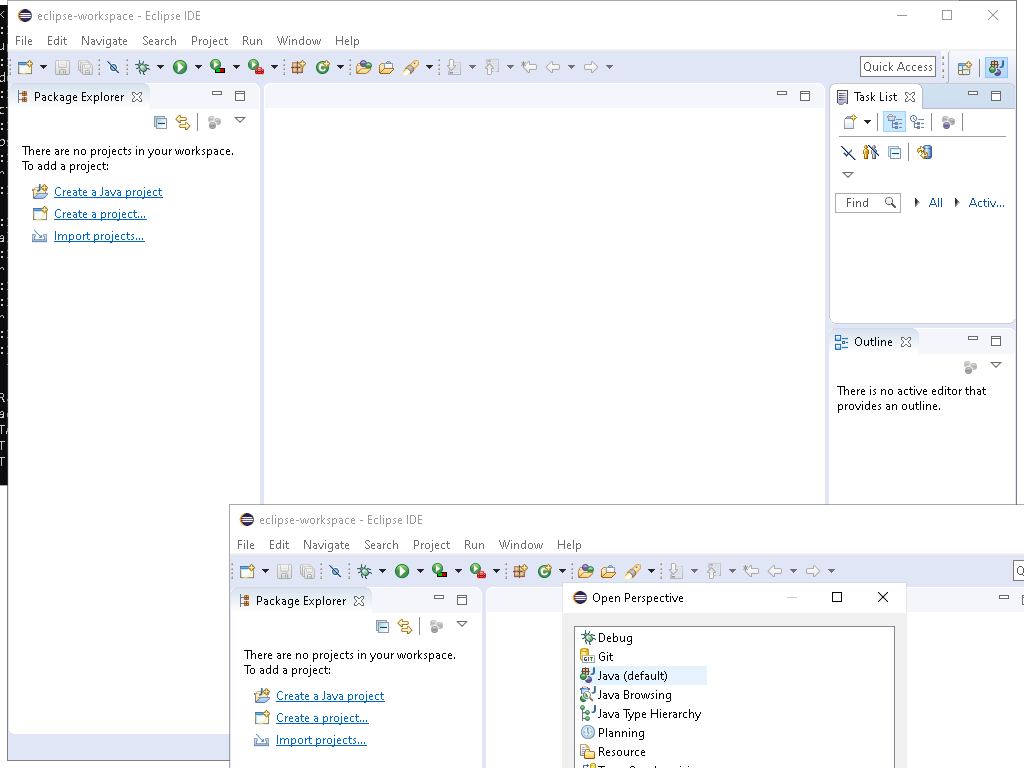 eclipse-workspace - Eclipse IDE
File Edit Navigate Search Project Run Window Help
Quick Access
Package Explorer
There are no projects in your workspace.
To add a project:
Create a Java project
Create a project...
Import projects...
Task List
Find
All
Activ...
Outline
There is no active editor that
provides an outline.
eclipse-workspace - Eclipse IDE
File Edit Navigate Search Project Run Window Help
Package Explorer
There are no projects in your workspace.
To add a project:
Create a Java project
Create a project...
Import projects...
Open Perspective
Debug
Git
Java (default)
Java Browsing
Java Type Hierarchy
Planning
Resource